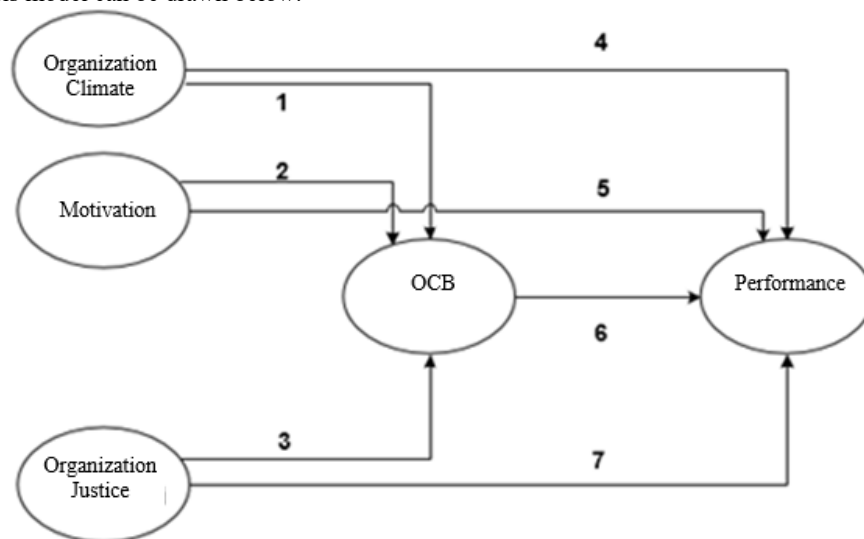 4
Organization
Climate
1
2
Motivation
5
OCB
Performance
6
3
Organization
Justice
7